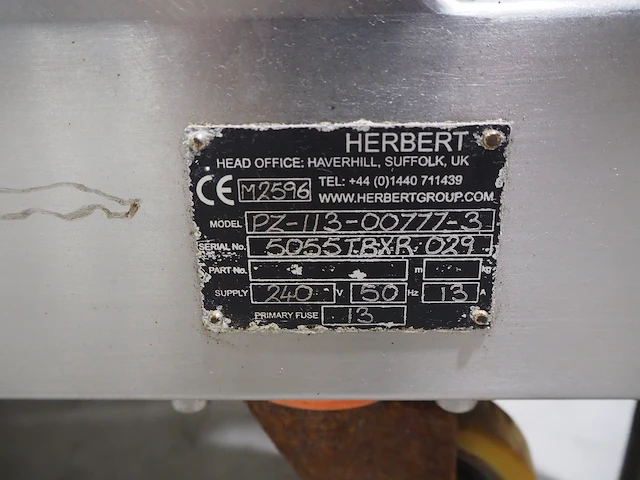 HERBERT
HEAD OFFICE: HAVERHILL, SUFFOLK, UK
CE M2596 TEL: +44 (0)1440 711439
WWW.HERBERTGROUP.COM
MODEL PZ-113-00777-3
SERIAL No. 5055TBXR 029
PART No. m kg
SUPPLY 240 V 50 Hz 13 A
PRIMARY FUSE 13